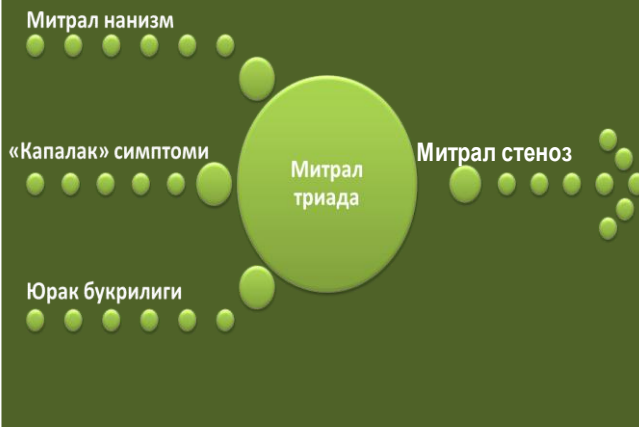 Митрал нанизм
«Капалак» симптоми
Митрал
триада
Митрал стеноз
Юрак букрилиги